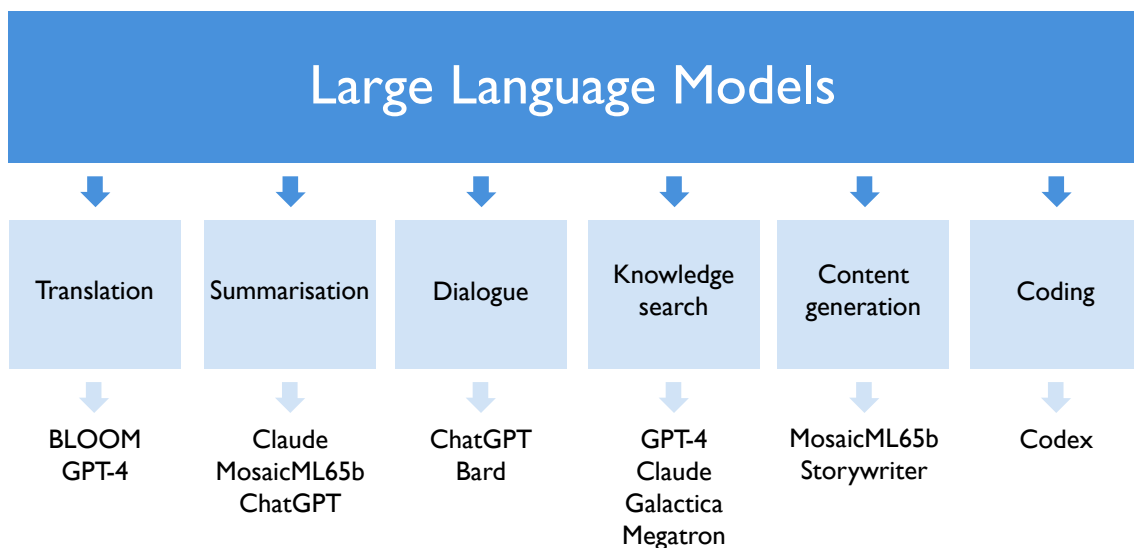 Large Language Models
Translation
Summarisation
Dialogue
Knowledge
search
Content
generation
Coding
BLOOM
GPT-4
Claude
MosaicML65b
ChatGPT
ChatGPT
Bard
GPT-4
Claude
Galactica
Megatron
MosaicML65b
Storywriter
Codex